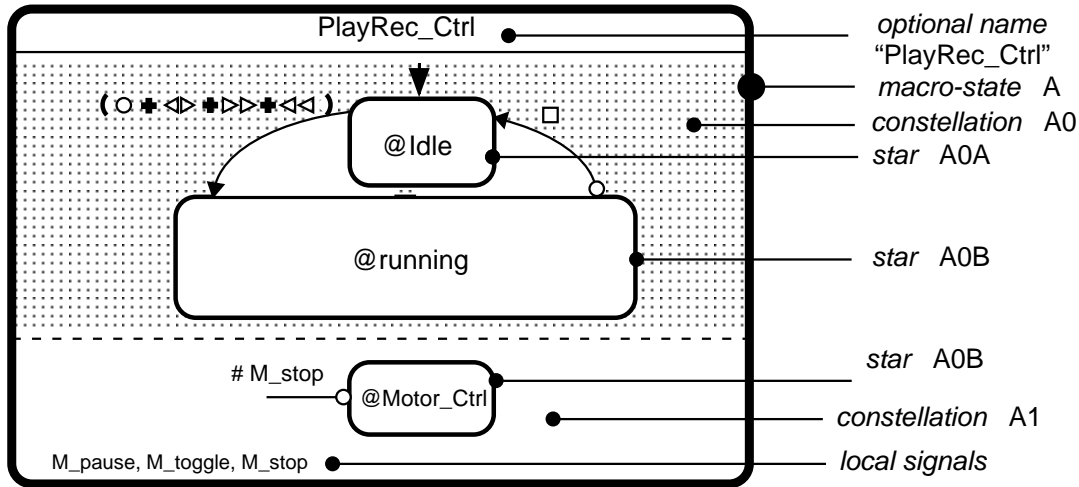 PlayRec_Ctrl
optional name
“PlayRec_Ctrl”
macro-state A
constellation A0
@Idle
star A0A
@running
star A0B
# M_stop
@Motor_Ctrl
star A0B
constellation A1
M_pause, M_toggle, M_stop
local signals